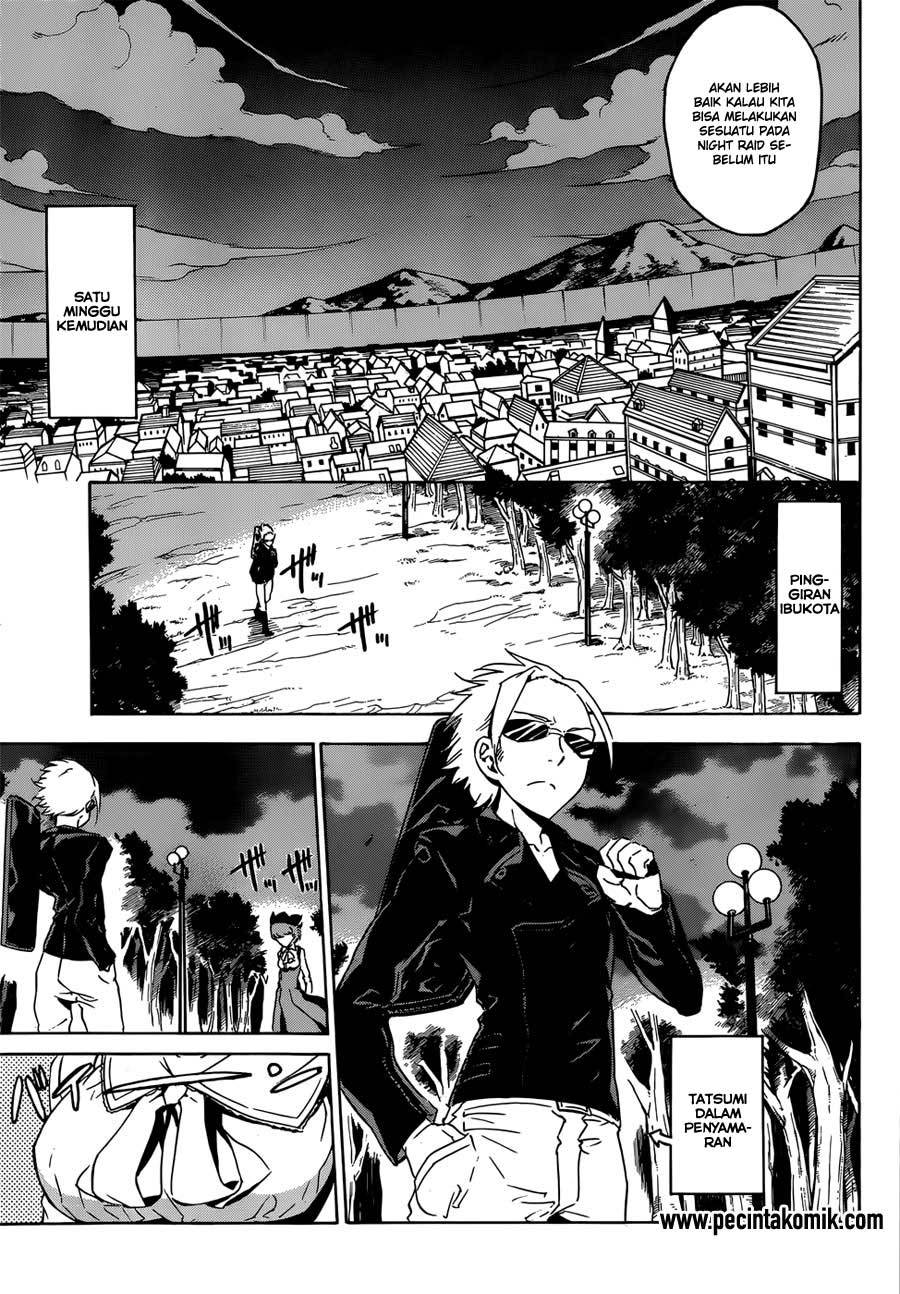 AKAN LEBIH
BAIK KALAU KITA
BISA MELAKUKAN
SESUATU PADA
NIGHT RAID SE-
BELUM ITU
SATU
MINGGU
KEMUDIAN
PING-
GIRAN
IBUKOTA
TATSUMI
DALAM
PENYAMA-
RAN
www.pecintakomik.com